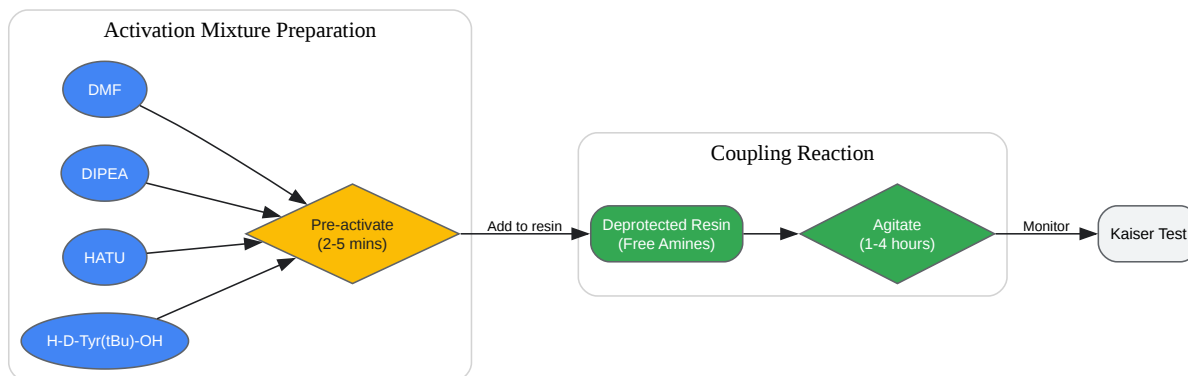 Activation Mixture Preparation
DMF
DIPEA
HATU
H-D-Tyr(tBu)-OH
Pre-activate
(2-5 mins)
Add to resin
Coupling Reaction
Deprotected Resin
(Free Amines)
Agitate
(1-4 hours)
Monitor
Kaiser Test